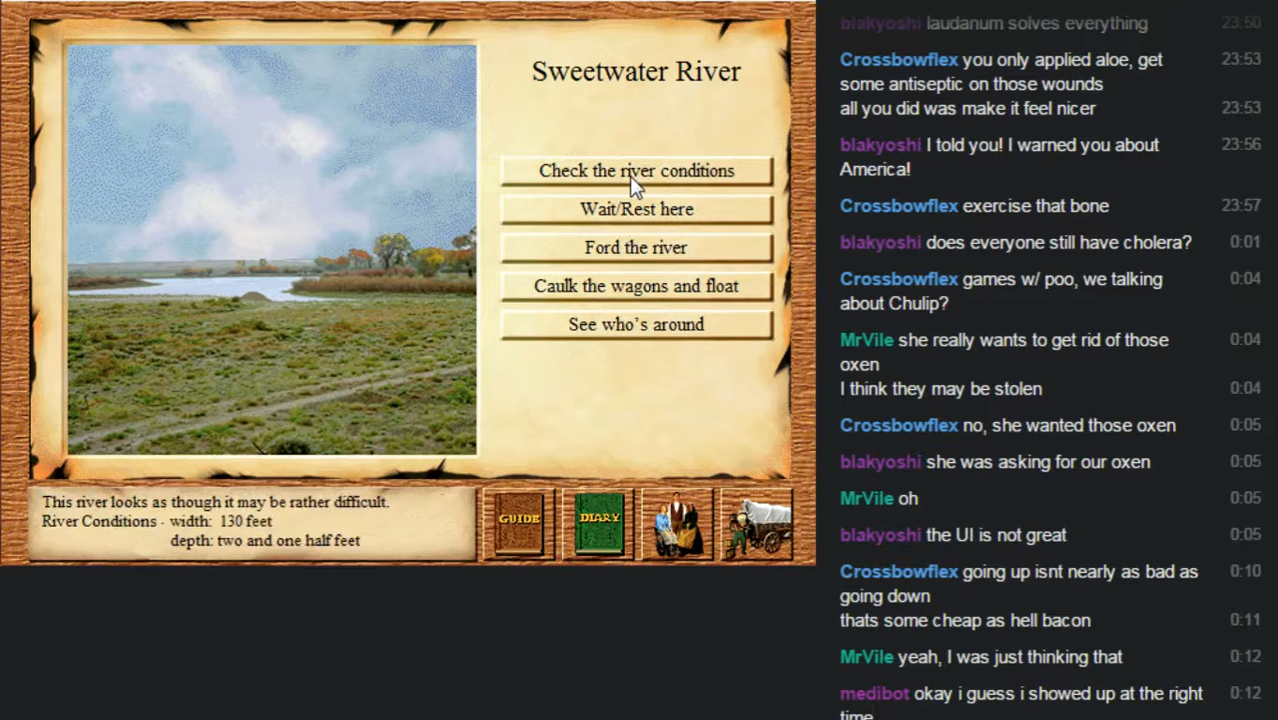 Sweetwater River
Check the river conditions
Wait/Rest here
Ford the river
Caulk the wagons and float
See who's around
This river looks as though it may be rather difficult.
River Conditions - width: 130 feet
depth: two and one half feet
GUIDE
DIARY
blakyoshi laudanum solves everything 23:50
Crossbowflex you only applied aloe, get 23:53
some antiseptic on those wounds
all you did was make it feel nicer 23:53
blakyoshi I told you! I warned you about 23:56
America!
Crossbowflex exercise that bone 23:57
blakyoshi does everyone still have cholera? 0:01
Crossbowflex games w/ poo, we talking 0:04
about Chulip?
MrVile she really wants to get rid of those 0:04
oxen
I think they may be stolen 0:04
Crossbowflex no, she wanted those oxen 0:05
blakyoshi she was asking for our oxen 0:05
MrVile oh 0:05
blakyoshi the UI is not great 0:05
Crossbowflex going up isnt nearly as bad as 0:10
going down
thats some cheap as hell bacon 0:11
MrVile yeah, I was just thinking that 0:12
medibot okay i guess i showed up at the right 0:12
time